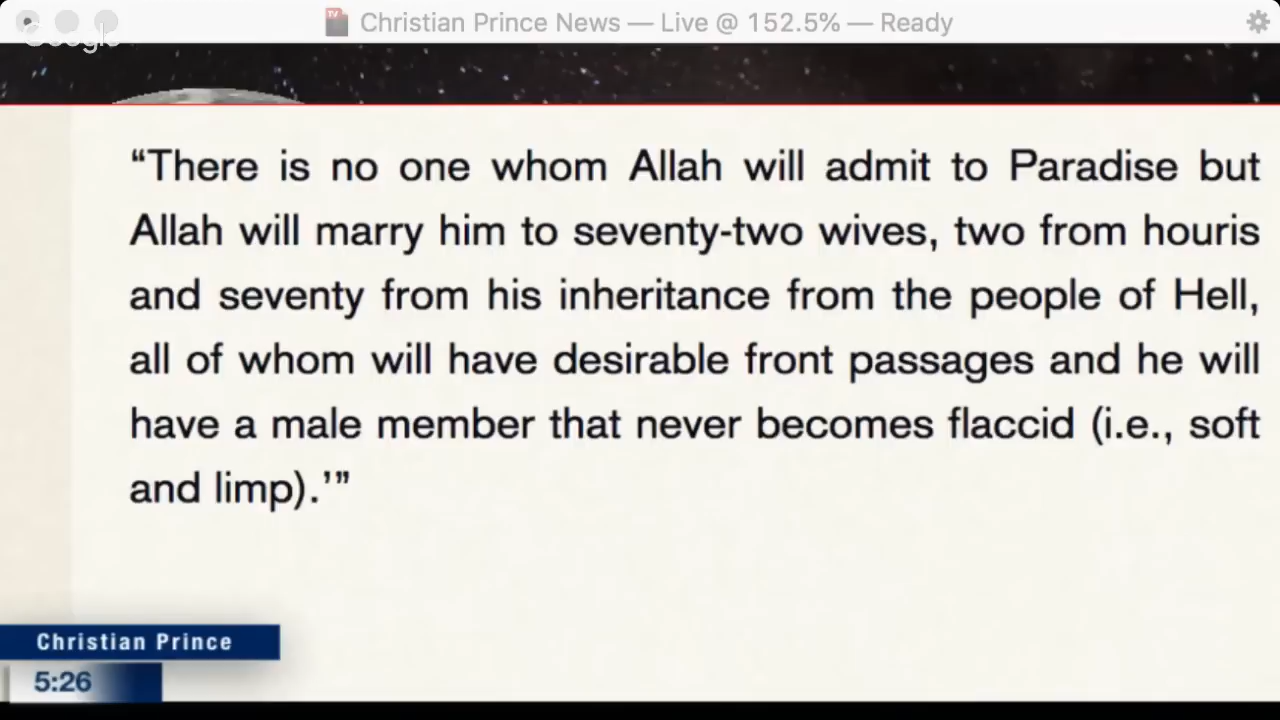 Christian Prince News — Live @ 152.5% — Ready
Google
“There is no one whom Allah will admit to Paradise but
Allah will marry him to seventy-two wives, two from houris
and seventy from his inheritance from the people of Hell,
all of whom will have desirable front passages and he will
have a male member that never becomes flaccid (i.e., soft
and limp).’”
Christian Prince
5:26